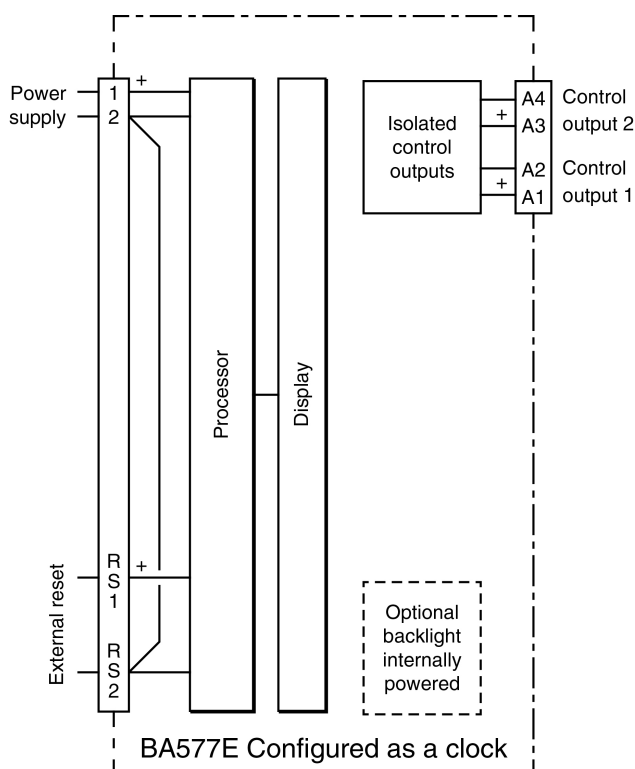 Power
supply
1
2
+
Processor
Display
Isolated
control
outputs
+
+
A4
A3
A2
A1
Control
output 2
Control
output 1
External reset
R
S
1
+
R
S
2
Optional
backlight
internally
powered
BA577E Configured as a clock